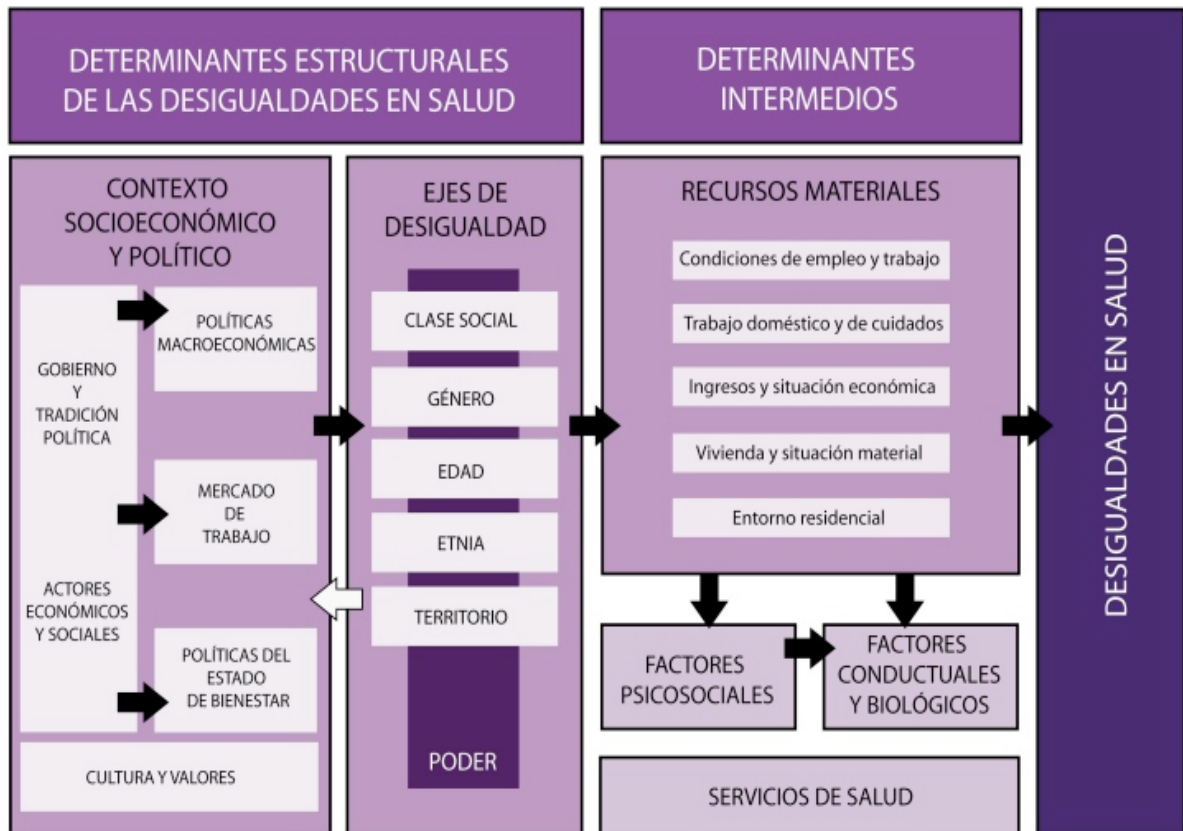 DETERMINANTES ESTRUCTURALES
DE LAS DESIGUALDADES EN SALUD
DETERMINANTES
INTERMEDIOS
CONTEXTO
SOCIOECONÓMICO
Y POLÍTICO
GOBIERNO
Y
TRADICIÓN
POLÍTICA
ACTORES
ECONÓMICOS
Y SOCIALES
POLÍTICAS
MACROECONÓMICAS
MERCADO
DE
TRABAJO
POLÍTICAS DEL
ESTADO
DE BIENESTAR
CULTURA Y VALORES
EJES DE
DESIGUALDAD
CLASE SOCIAL
GÉNERO
EDAD
ETNIA
TERRITORIO
PODER
RECURSOS MATERIALES
Condiciones de empleo y trabajo
Trabajo doméstico y de cuidados
Ingresos y situación económica
Vivienda y situación material
Entorno residencial
FACTORES
PSICOSOCIALES
FACTORES
CONDUCTUALES
Y BIOLÓGICOS
SERVICIOS DE SALUD
DESIGUALDADES EN SALUD